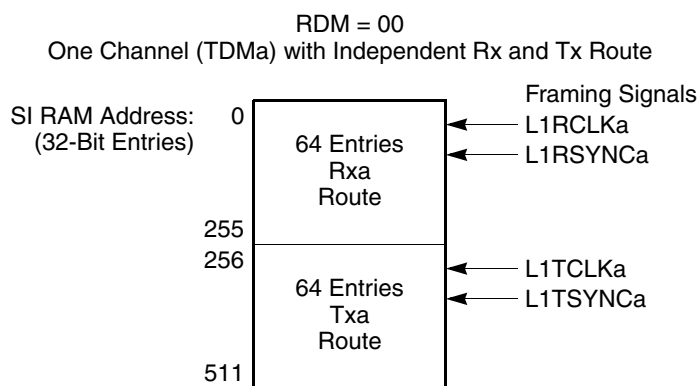 RDM = 00
One Channel (TDMa) with Independent Rx and Tx Route
Framing Signals
SI RAM Address:
(32-Bit Entries)
0
L1RCLKa
64 Entries
Rxa
Route
L1RSYNCa
255
256
L1TCLKa
64 Entries
Txa
Route
L1TSYNCa
511